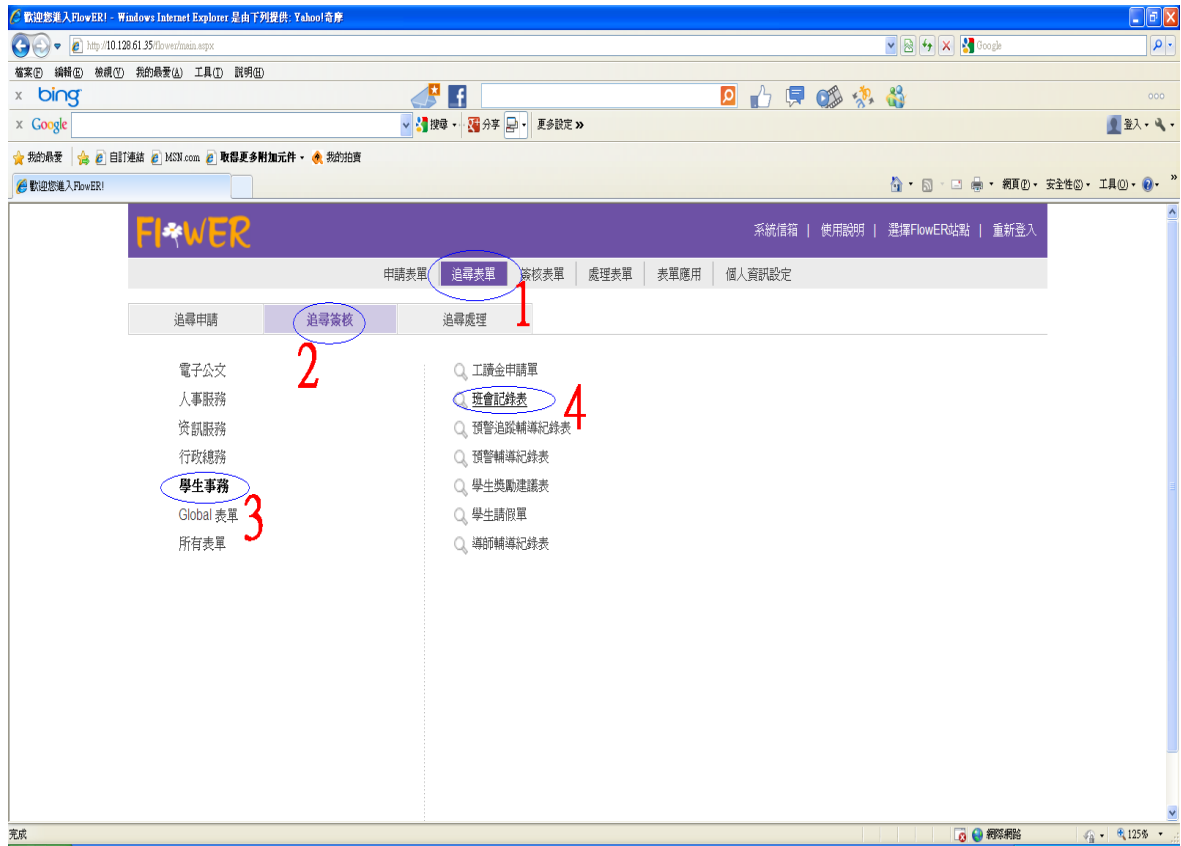 歡迎您進入FlowER! - Windows Internet Explorer 是由下列提供: Yahoo!奇摩
http://10.128.61.35/flower/main.aspx
Google
檔案(F) 編輯(E) 檢視(V) 我的最愛(A) 工具(T) 說明(H)
x bing
x Google 搜尋 分享 更多設定 » 登入
我的最愛 自訂連結 MSN.com 取得更多附加元件 我的拍賣
歡迎您進入FlowER! 網頁(P) 安全性(S) 工具(O) »
FlowER 系統信箱 | 使用說明 | 選擇FlowER站點 | 重新登入
申請表單 追尋表單 簽核表單 處理表單 表單應用 個人資訊設定
1
追尋申請 追尋簽核 追尋處理
2
電子公文 工讀金申請單
人事服務 班會記錄表
4
資訊服務 預警追蹤輔導紀錄表
行政總務 預警輔導紀錄表
學生事務 學生獎勵建議表
3
Global 表單 學生請假單
所有表單 導師輔導紀錄表
完成 網際網路 125%